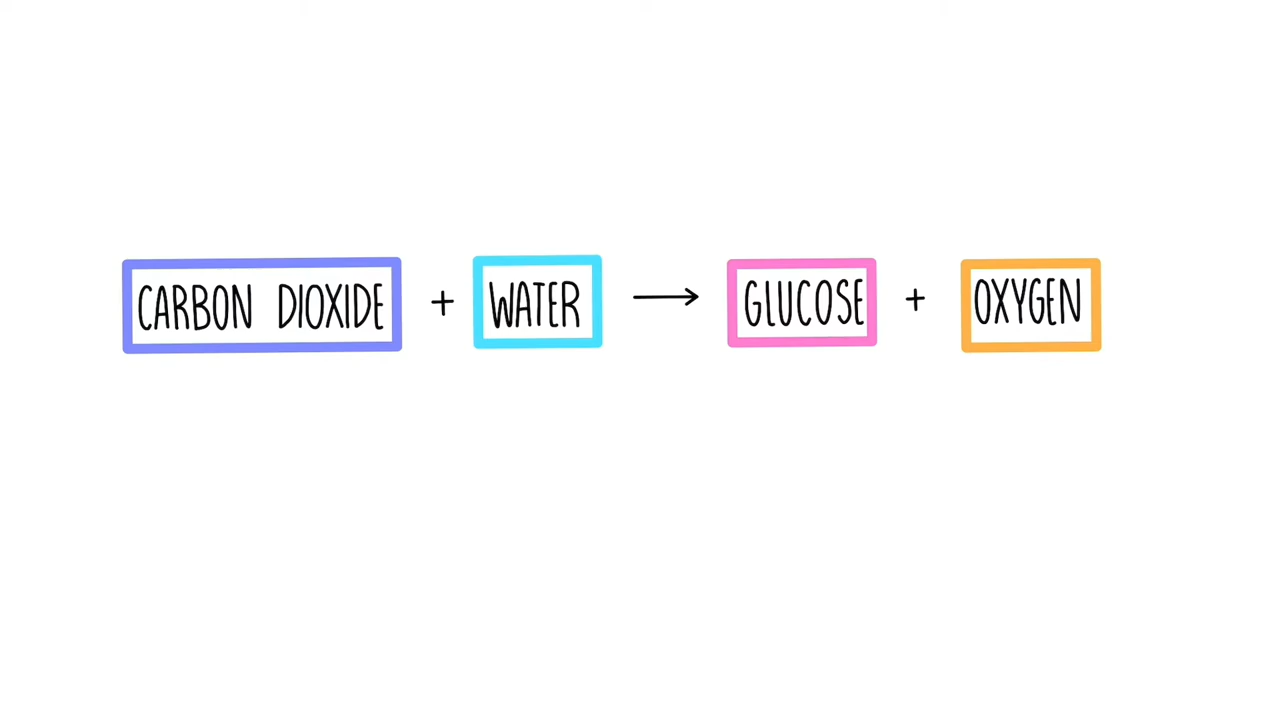 CARBON DIOXIDE + WATER → GLUCOSE + OXYGEN